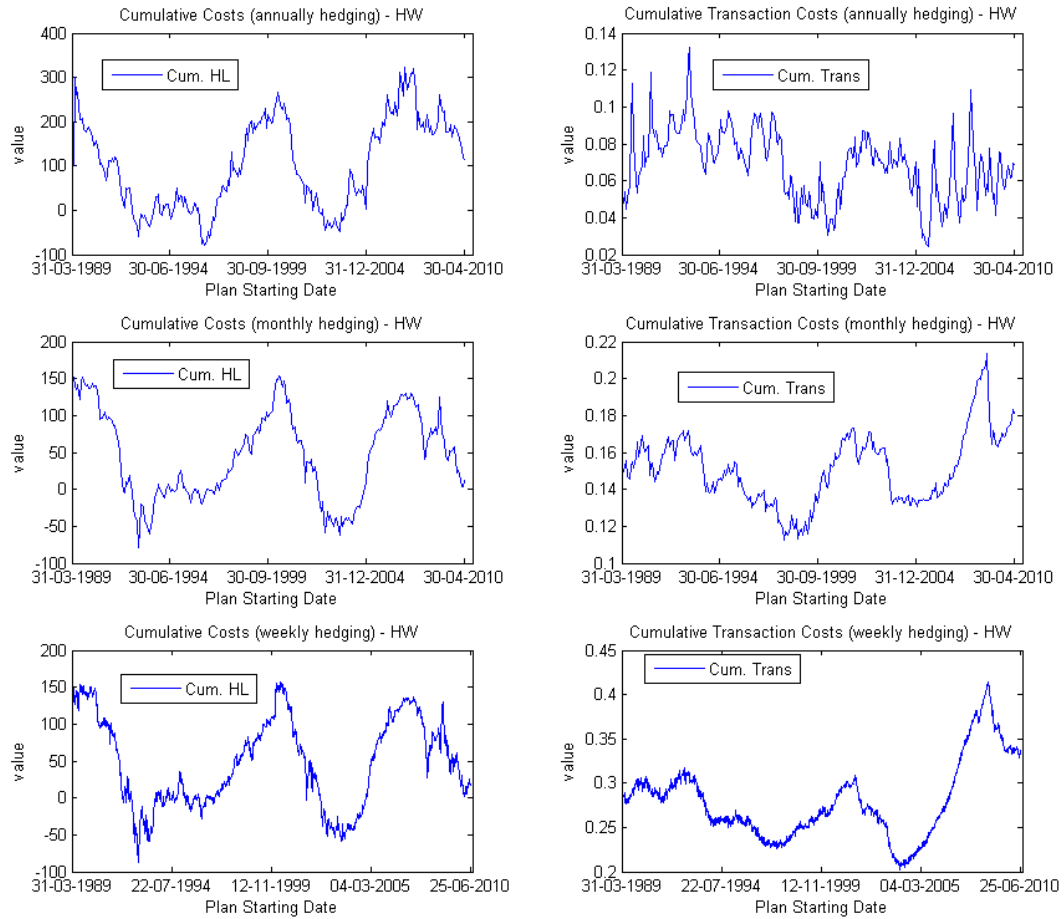 Cumulative Costs (annually hedging) - HW
400
300
200
100
0
-100
value
Cum. HL
31-03-1989 30-06-1994 30-09-1999 31-12-2004 30-04-2010
Plan Starting Date
Cumulative Transaction Costs (annually hedging) - HW
0.14
0.12
0.1
0.08
0.06
0.04
0.02
value
Cum. Trans
31-03-1989 30-06-1994 30-09-1999 31-12-2004 30-04-2010
Plan Starting Date
Cumulative Costs (monthly hedging) - HW
200
150
100
50
0
-50
-100
value
Cum. HL
31-03-1989 30-06-1994 30-09-1999 31-12-2004 30-04-2010
Plan Starting Date
Cumulative Transaction Costs (monthly hedging) - HW
0.22
0.2
0.18
0.16
0.14
0.12
0.1
value
Cum. Trans
31-03-1989 30-06-1994 30-09-1999 31-12-2004 30-04-2010
Plan Starting Date
Cumulative Costs (weekly hedging) - HW
200
150
100
50
0
-50
-100
value
Cum. HL
31-03-1989 22-07-1994 12-11-1999 04-03-2005 25-06-2010
Plan Starting Date
Cumulative Transaction Costs (weekly hedging) - HW
0.45
0.4
0.35
0.3
0.25
0.2
value
Cum. Trans
31-03-1989 22-07-1994 12-11-1999 04-03-2005 25-06-2010
Plan Starting Date